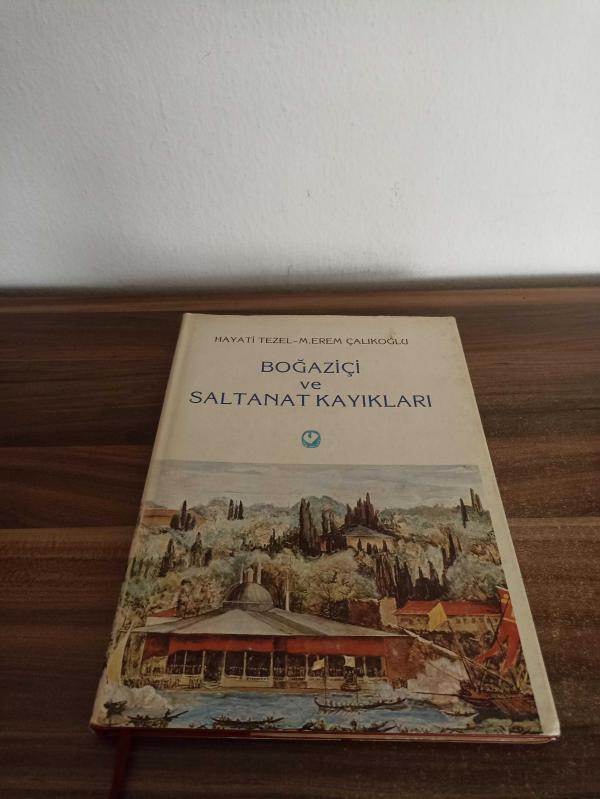 HAYATİ TEZEL-M.EREM ÇALIKOĞLU
BOĞAZİÇİ
ve
SALTANAT KAYIKLARI